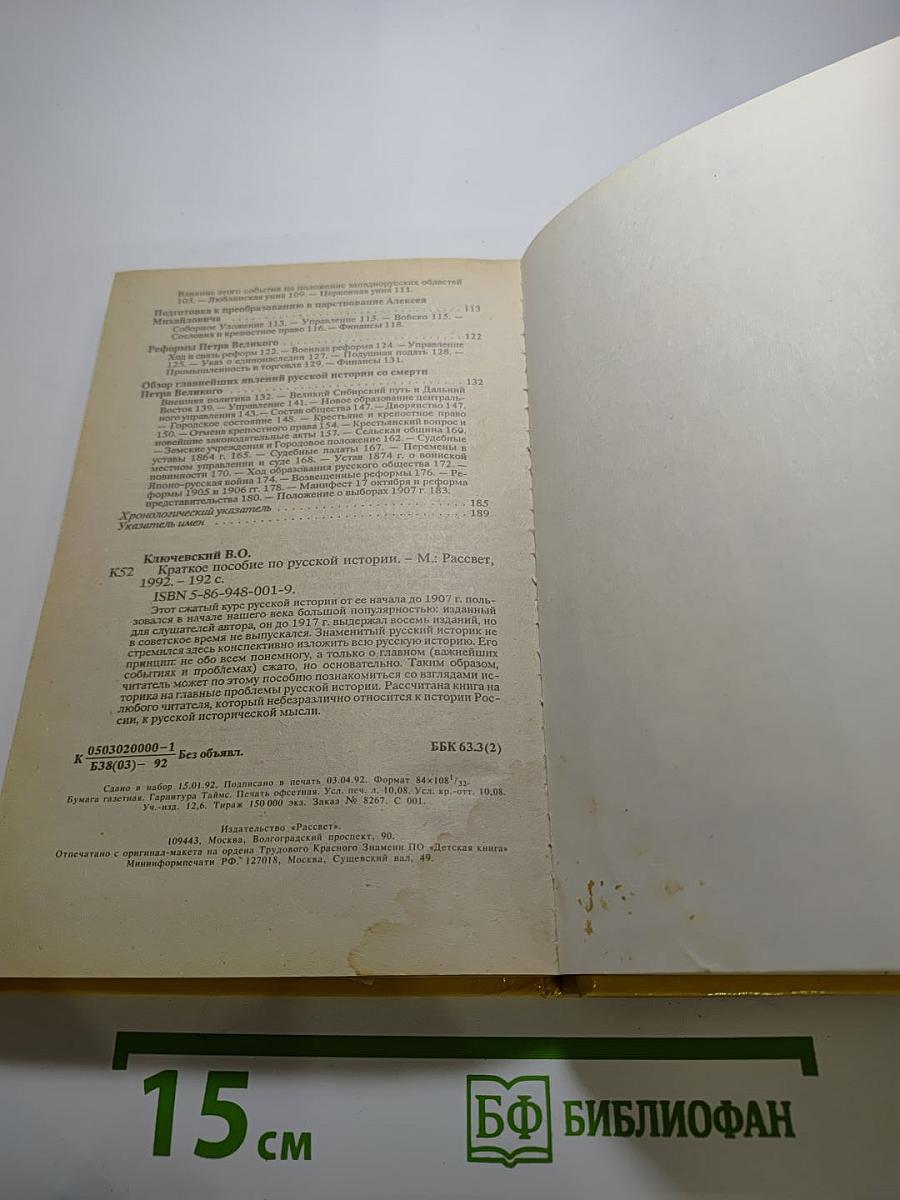 Влияние этого события на положение западнорусских областей
105. — Люблинская уния 109. — Церковная уния 111.
Подготовка к преобразованию в царствование Алексея
Михайловича . . . 113
Соборное Уложение 113. — Управление 115. — Войско 115. —
Сословия и крепостное право 116. — Финансы 118.
Реформы Петра Великого . . . 122
Ход и связь реформ 122. — Военная реформа 124. — Управление
125. — Указ о единонаследии 127. — Подушная подать 128. —
Промышленность и торговля 129. — Финансы 131.
Обзор главнейших явлений русской истории со смерти
Петра Великого . . . 132
Внешняя политика 132. — Великий Сибирский путь и Дальний
Восток 139. — Управление 141. — Новое образование централь-
ного управления 143. — Состав общества 147. — Дворянство 147.
— Городское состояние 148. — Крестьяне и крепостное право
150. — Отмена крепостного права 154. — Крестьянский вопрос и
новейшие законодательные акты 157. — Сельская община 160.
— Земские учреждения и Городовое положение 162. — Судебные
уставы 1864 г. 165. — Судебные палаты 167. — Перемены в
местном управлении и суде 168. — Устав 1874 г. о воинской
повинности 170. — Ход образования русского общества 172. —
Японо-русская война 174. — Возвещенные реформы 176. — Ре-
формы 1905 и 1906 гг. 178. — Манифест 17 октября и реформа
представительства 180. — Положение о выборах 1907 г. 183.
Хронологический указатель . . . 185
Указатель имен . . . 189
Ключевский В.О.
К52 Краткое пособие по русской истории. – М.: Рассвет,
1992. – 192 с.
ISBN 5-86-948-001-9.
Этот сжатый курс русской истории от ее начала до 1907 г. поль-
зовался в начале нашего века большой популярностью: изданный
для слушателей автора, он до 1917 г. выдержал восемь изданий, но
в советское время не выпускался. Знаменитый русский историк не
стремился здесь конспективно изложить всю русскую историю. Его
принцип: не обо всем понемногу, а только о главном (важнейших
событиях и проблемах) сжато, но основательно. Таким образом,
читатель может по этому пособию познакомиться со взглядами ис-
торика на главные проблемы русской истории. Рассчитана книга на
любого читателя, который небезразлично относится к истории Рос-
сии, к русской исторической мысли.
К 0503020000–1 Без объявл. ББК 63.3(2)
Б38(03)– 92
Сдано в набор 15.01.92. Подписано в печать 03.04.92. Формат 84×108 1/32.
Бумага газетная. Гарнитура Таймс. Печать офсетная. Усл. печ. л. 10,08. Усл. кр.-отт. 10,08.
Уч.-изд. 12,6. Тираж 150 000 экз. Заказ № 8267. С 001.
Издательство «Рассвет».
109443, Москва, Волгоградский проспект, 90.
Отпечатано с оригинал-макета на ордена Трудового Красного Знамени ПО «Детская книга»
Мининформпечати РФ. 127018, Москва, Сущевский вал, 49.
15 см
БФ БИБЛИОФАН